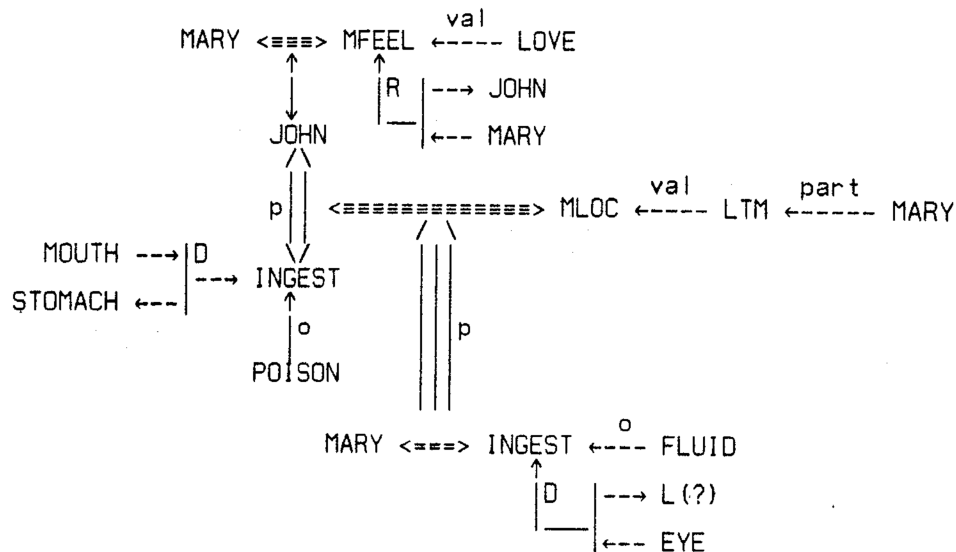 val
MARY <≡≡≡> MFEEL <----- LOVE
R ---> JOHN
<--- MARY
JOHN
p <≡≡≡≡≡≡≡≡≡≡≡≡≡> MLOC <----- LTM <----- MARY
val part
MOUTH ---> D
---> INGEST
STOMACH <---
o
POISON
p
o
MARY <===> INGEST <--- FLUID
D ---> L(?)
<--- EYE